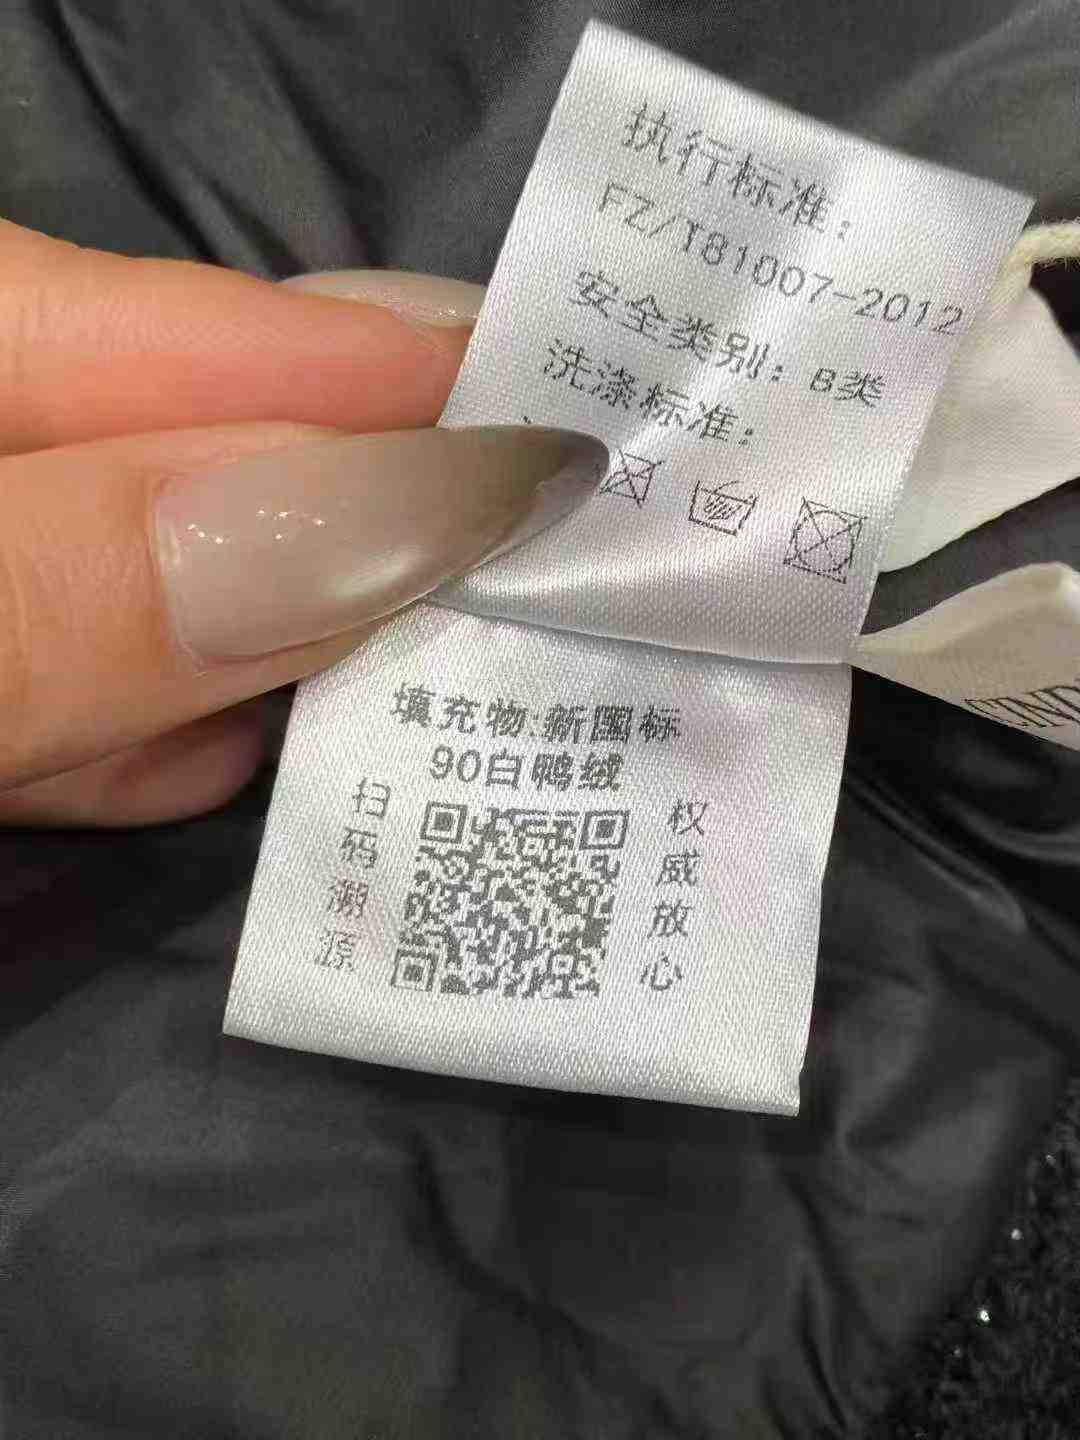 执行标准：
FZ/T81007-2012
安全类别：B类
洗涤标准：
填充物:新国标
90白鸭绒
扫码溯源
权威放心